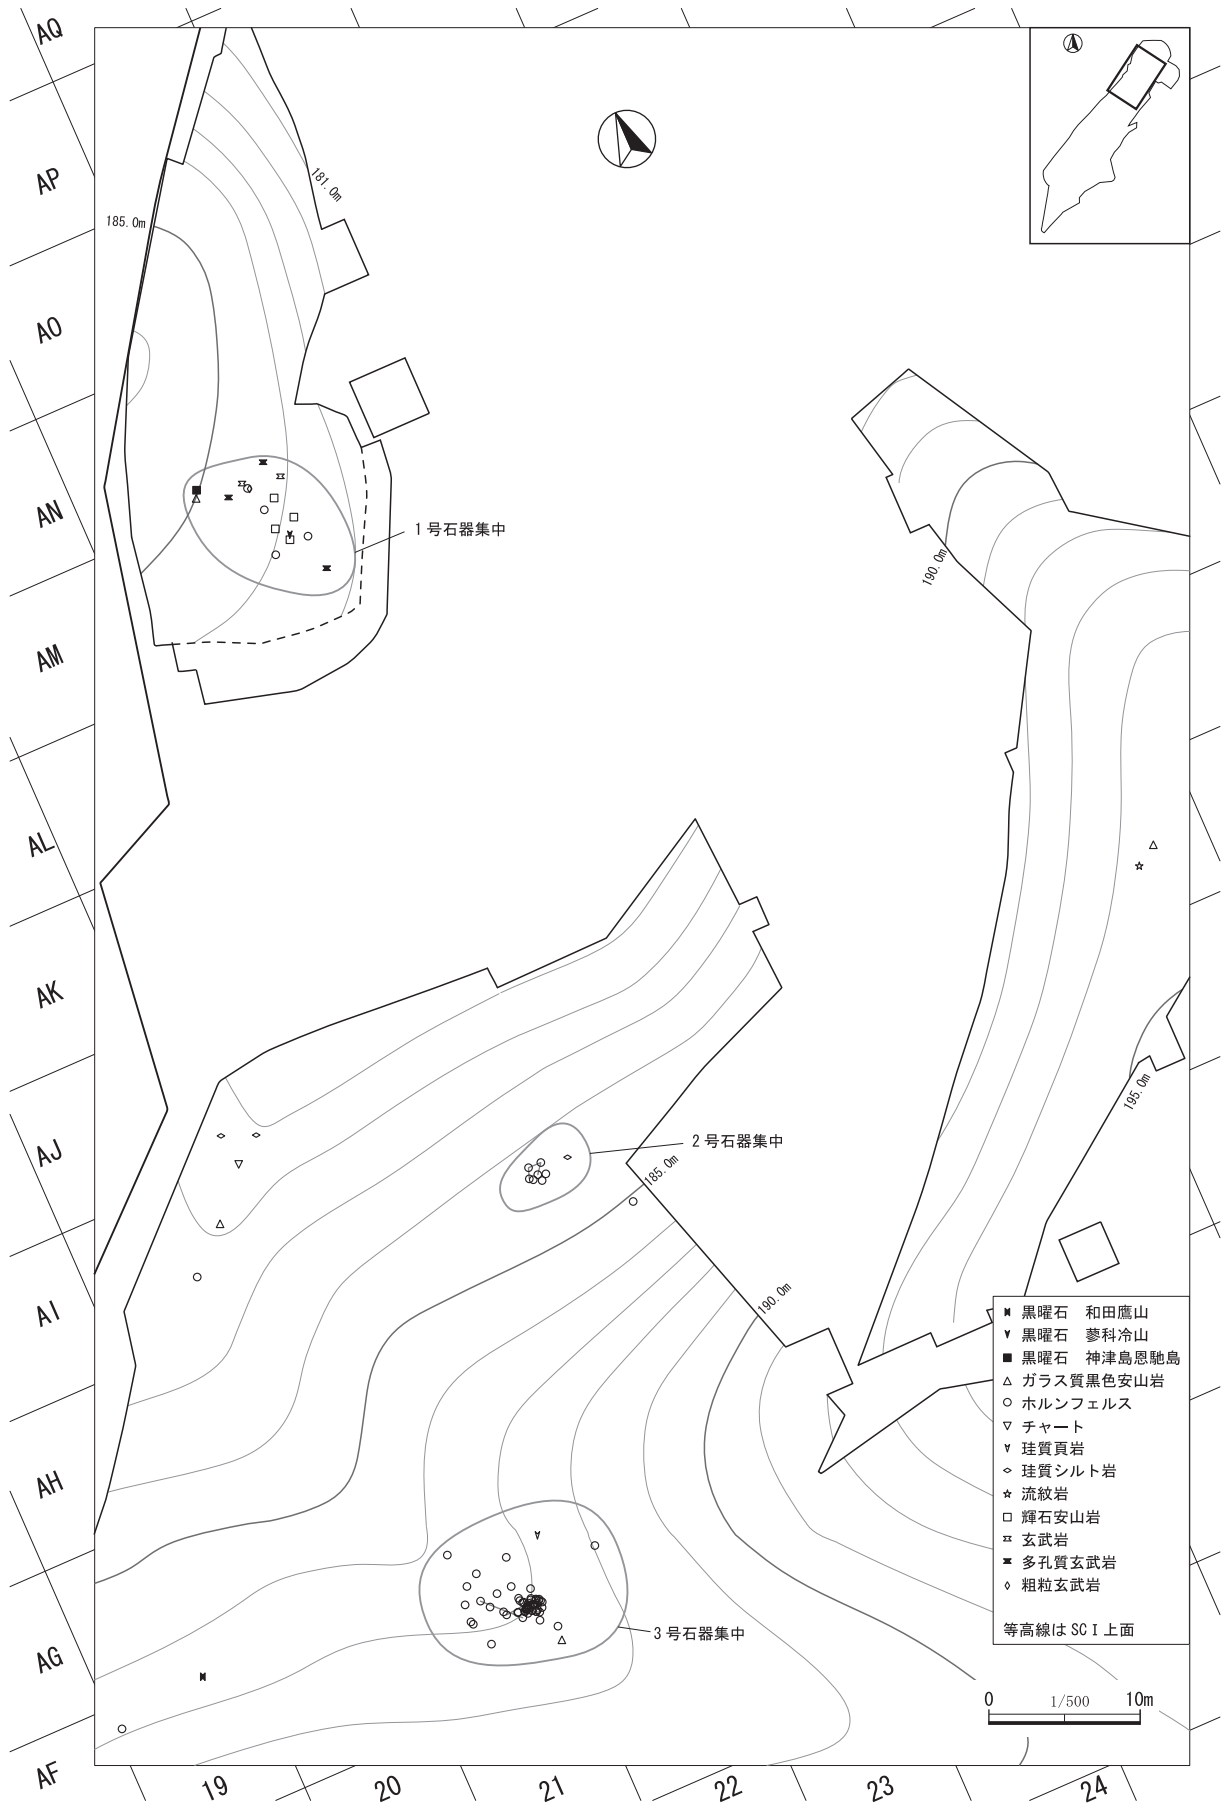 AQ
AP
AO
AN
AM
AL
AK
AJ
AI
AH
AG
AF
181.0m
185.0m
1号石器集中
190.0m
195.0m
2号石器集中
185.0m
190.0m
3号石器集中
黒曜石 和田鷹山
黒曜石 蓼科冷山
黒曜石 神津島恩馳島
ガラス質黒色安山岩
ホルンフェルス
チャート
珪質頁岩
珪質シルト岩
流紋岩
輝石安山岩
玄武岩
多孔質玄武岩
粗粒玄武岩
等高線はSCⅠ上面
0 1/500 10m
19 20 21 22 23 24